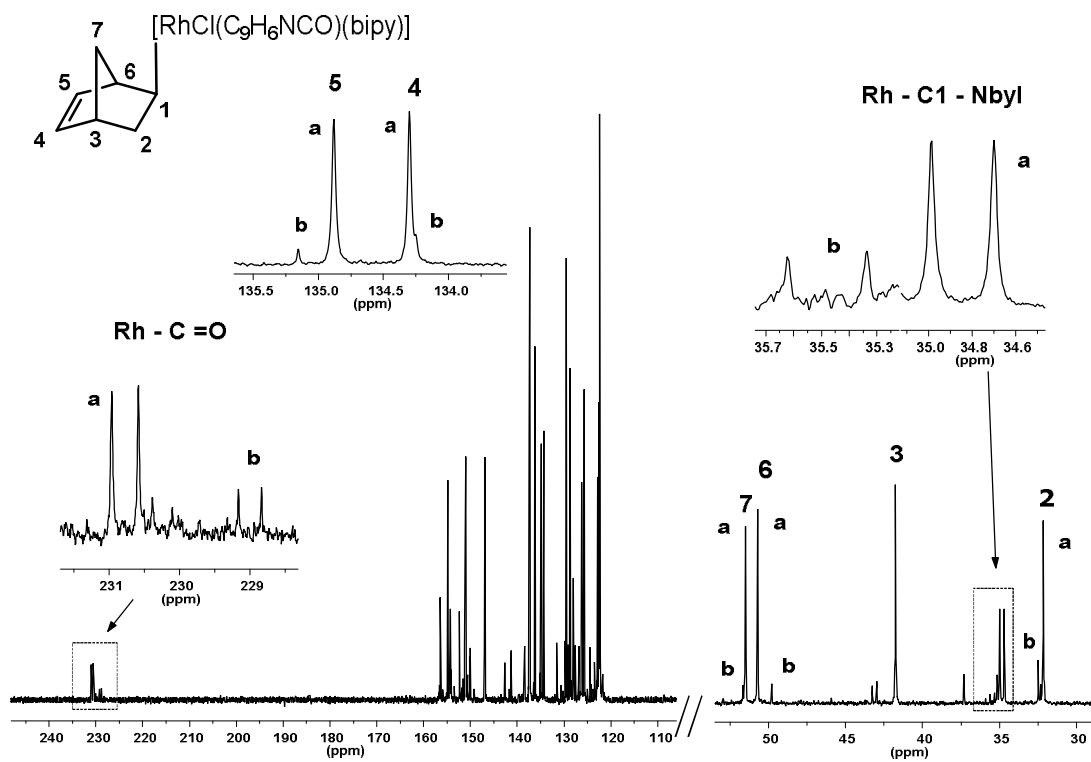 [RhCl(C₉H₆NCO)(bipy)]
7
6
5
1
4
3
2
5
4
a
a
b
b
135.5
135.0
134.5
134.0
(ppm)
Rh - C1 - Nbyl
a
b
35.7
35.5
35.3
35.0
34.8
34.6
(ppm)
Rh - C =O
a
b
231
230
229
(ppm)
3
6
7
2
a
a
a
b
b
b
240
230
220
210
200
190
180
170
160
150
140
130
120
110
(ppm)
50
45
40
35
30
(ppm)